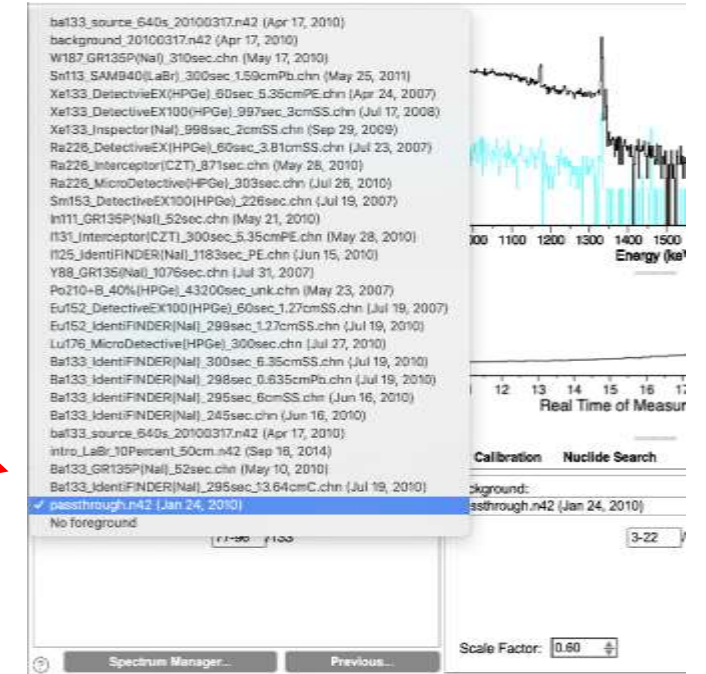 ba133_source_640s_20100317.n42 (Apr 17, 2010)
background_20100317.n42 (Apr 17, 2010)
W187_GR135P(NaI)_310sec.chn (May 17, 2010)
Sn113_SAM940(LaBr)_300sec_1.59cmPb.chn (May 25, 2011)
Xe133_DetectvieEX(HPGe)_60sec_5.35cmPE.chn (Apr 24, 2007)
Xe133_DetectiveEX100(HPGe)_997sec_3cmSS.chn (Jul 17, 2008)
Xe133_Inspector(NaI)_998sec_2cmSS.chn (Sep 29, 2009)
Ra226_DetectiveEX(HPGe)_60sec_3.81cmSS.chn (Jul 23, 2007)
Ra226_Interceptor(CZT)_871sec.chn (May 28, 2010)
Ra226_MicroDetective(HPGe)_303sec.chn (Jul 26, 2010)
Sm153_DetectiveEX100(HPGe)_226sec.chn (Jul 19, 2007)
In111_GR135P(NaI)_52sec.chn (May 21, 2010)
I131_Interceptor(CZT)_300sec_5.35cmPE.chn (May 28, 2010)
I125_IdentiFINDER(NaI)_1183sec_PE.chn (Jun 15, 2010)
Y88_GR135(NaI)_1076sec.chn (Jul 31, 2007)
Po210+B_40%(HPGe)_43200sec_unk.chn (May 23, 2007)
Eu152_DetectiveEX100(HPGe)_60sec_1.27cmSS.chn (Jul 19, 2007)
Eu152_IdentiFINDER(NaI)_299sec_1.27cmSS.chn (Jul 19, 2010)
Lu176_MicroDetective(HPGe)_300sec.chn (Jul 27, 2010)
Ba133_IdentiFINDER(NaI)_300sec_6.35cmSS.chn (Jul 19, 2010)
Ba133_IdentiFINDER(NaI)_298sec_0.635cmPb.chn (Jul 19, 2010)
Ba133_IdentiFINDER(NaI)_295sec_6cmSS.chn (Jun 16, 2010)
Ba133_IdentiFINDER(NaI)_245sec.chn (Jun 16, 2010)
ba133_source_640s_20100317.n42 (Apr 17, 2010)
intro_LaBr_10Percent_50cm.n42 (Sep 16, 2014)
Ba133_GR135P(NaI)_52sec.chn (May 10, 2010)
Ba133_IdentiFINDER(NaI)_295sec_13.64cmC.chn (Jul 19, 2010)
✓ passthrough.n42 (Jan 24, 2010)
No foreground
77-96 /133
Spectrum Manager... Previous...
000 1100 1200 1300 1400 1500
Energy (ke
12 13 14 15 16 17
Real Time of Measur
Calibration Nuclide Search
ckground:
ssthrough.n42 (Jan 24, 2010)
3-22 /
Scale Factor: 0.60